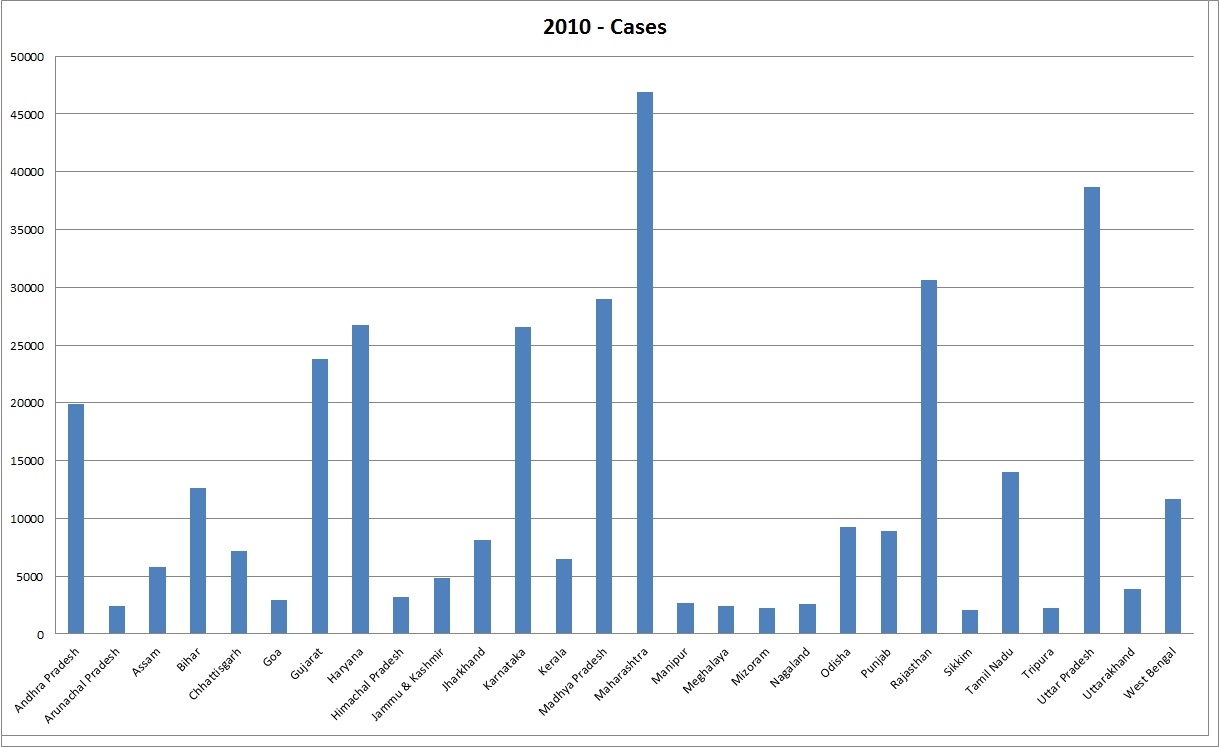 2010 - Cases
50000
45000
40000
35000
30000
25000
20000
15000
10000
5000
0
Andhra Pradesh
Arunachal Pradesh
Assam
Bihar
Chhattisgarh
Goa
Gujarat
Haryana
Himachal Pradesh
Jammu & Kashmir
Jharkhand
Karnataka
Kerala
Madhya Pradesh
Maharashtra
Manipur
Meghalaya
Mizoram
Nagaland
Odisha
Punjab
Rajasthan
Sikkim
Tamil Nadu
Tripura
Uttar Pradesh
Uttarakhand
West Bengal